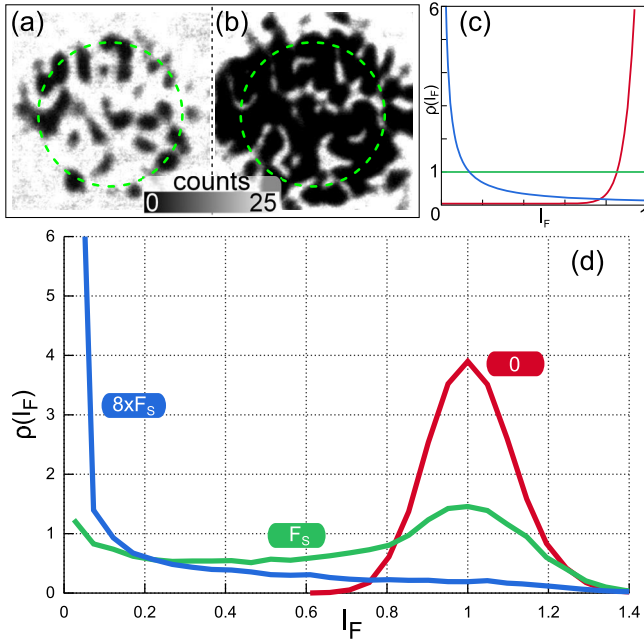 (a)
(b)
counts
0 25
(c)
6
ρ(I_F)
1
0
I_F
1
(d)
6
5
4
3
2
1
0
ρ(I_F)
0
8xF_S
F_S
0 0.2 0.4 0.6 0.8 1 1.2 1.4
I_F